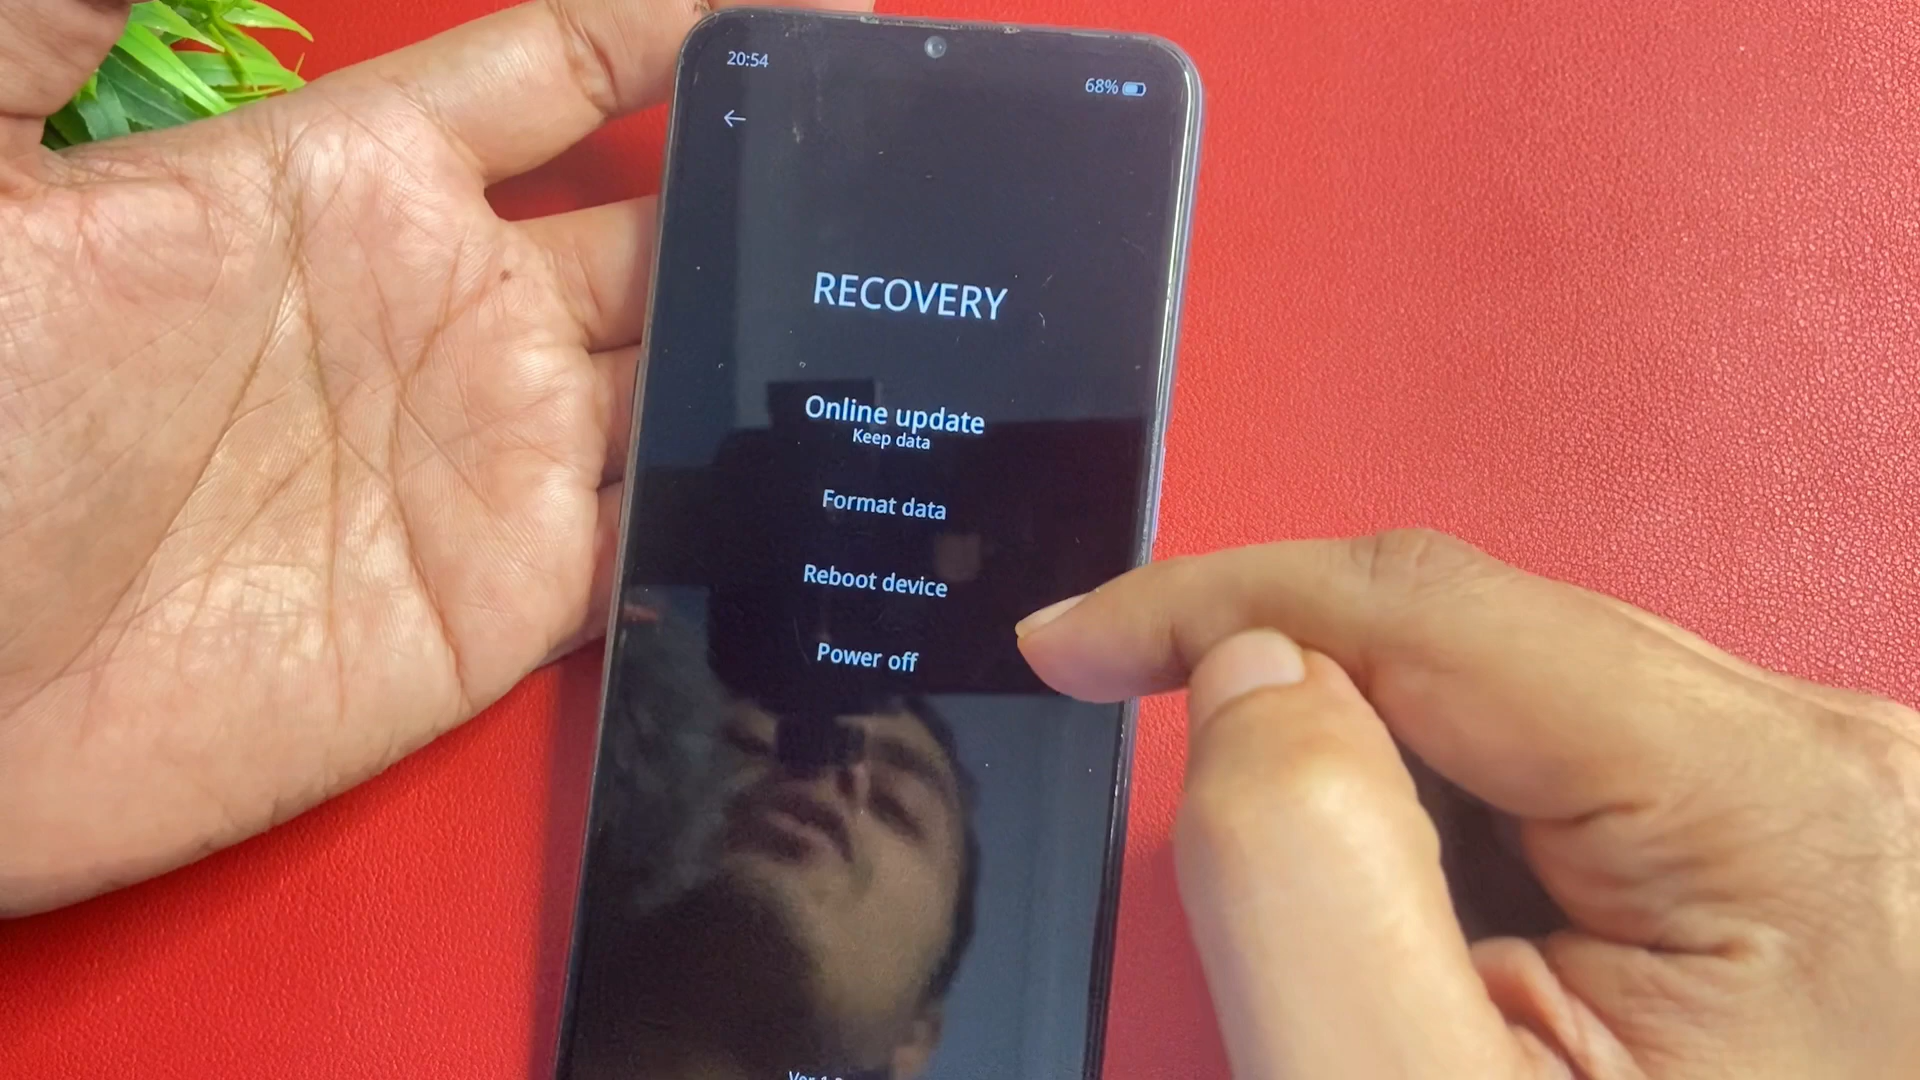 20:54
68%
RECOVERY
Online update
Keep data
Format data
Reboot device
Power off